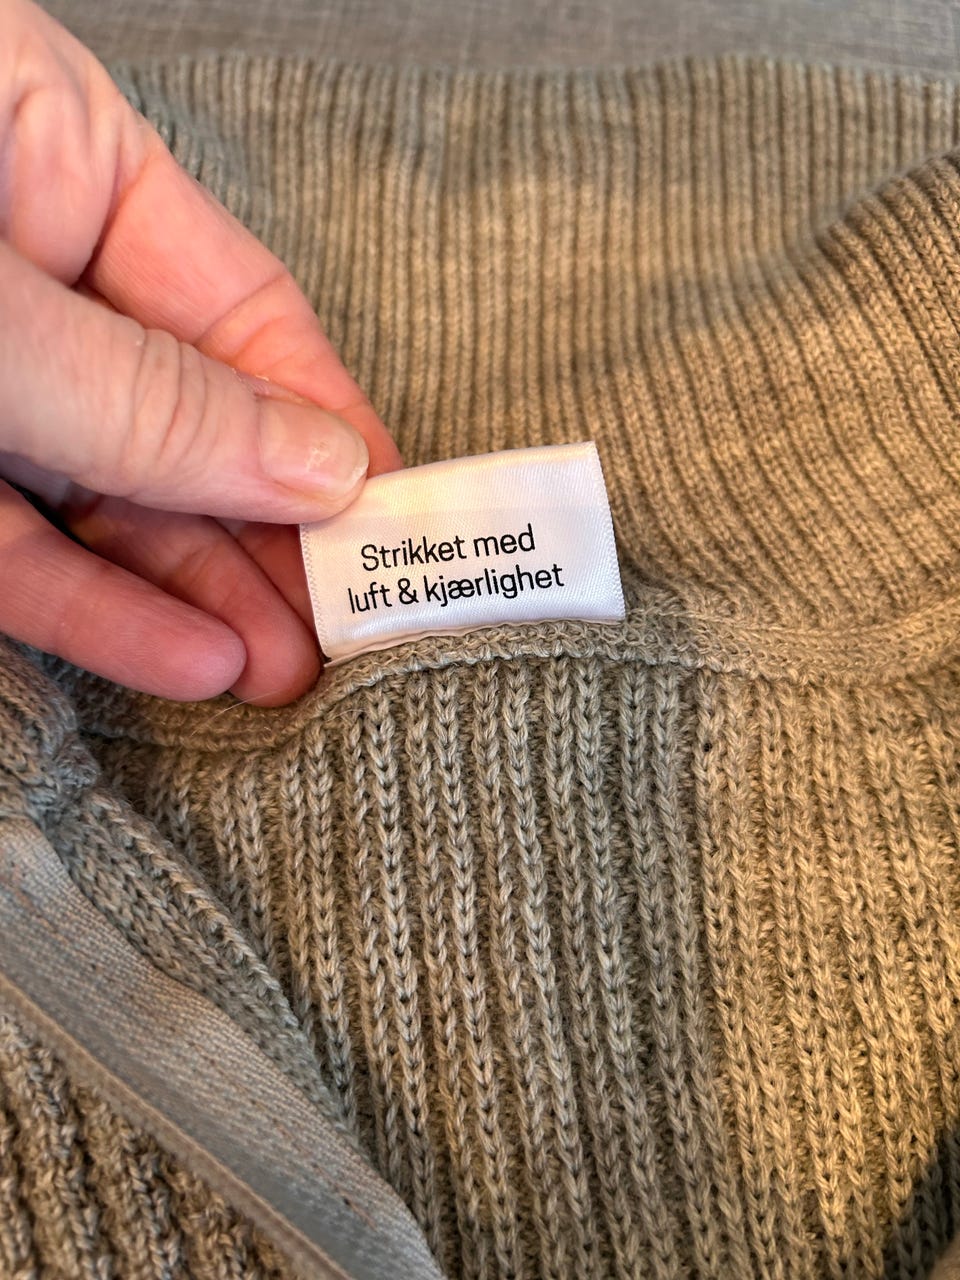 Strikket med
luft & kjærlighet